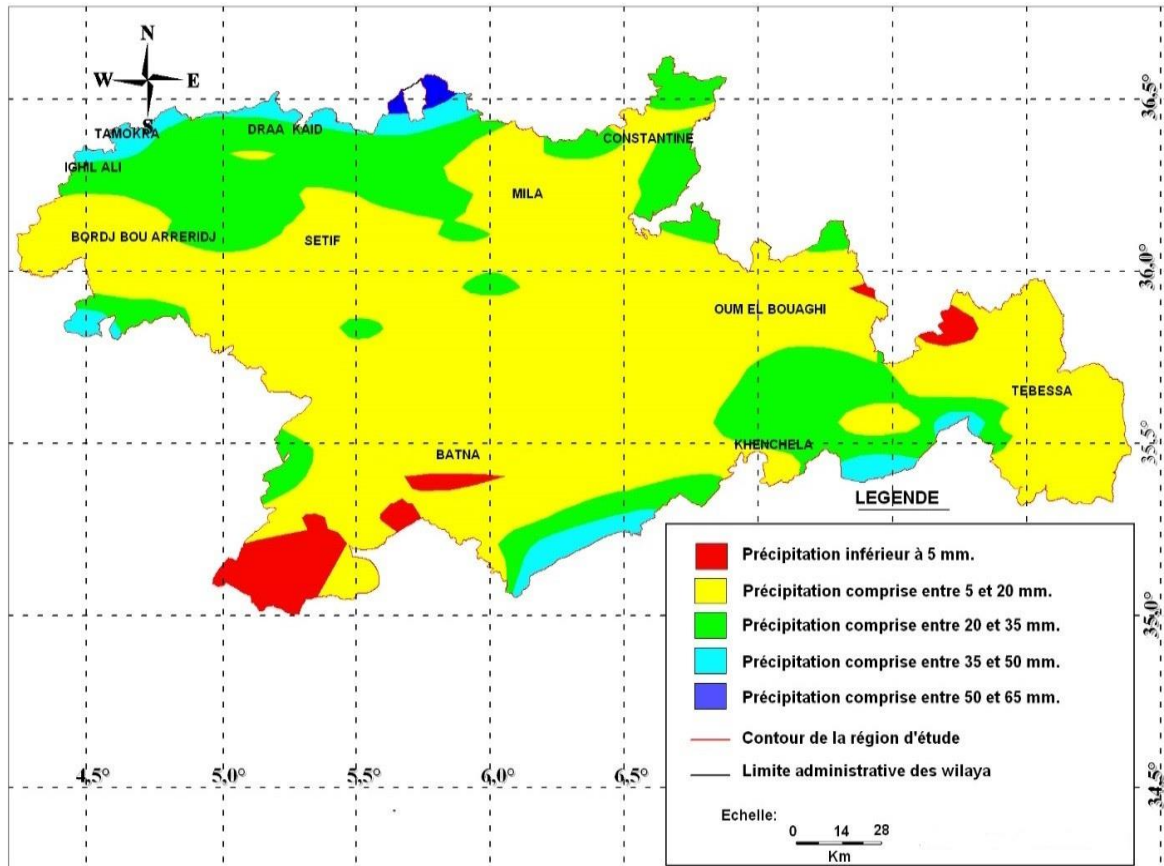 N
W E
S
36,5°
TAMOKRA
DRAA KAID
CONSTANTINE
IGHIL ALI
MILA
BORDJ BOU ARRERIDJ
SETIF
36,0°
OUM EL BOUAGHI
TEBESSA
KHENCHELA
35,5°
BATNA
LEGENDE
Précipitation inférieur à 5 mm.
Précipitation comprise entre 5 et 20 mm.
35,0°
Précipitation comprise entre 20 et 35 mm.
Précipitation comprise entre 35 et 50 mm.
Précipitation comprise entre 50 et 65 mm.
Contour de la région d'étude
4,5° 5,0° 5,5° 6,0° 6,5°
Limite administrative des wilaya
34,5°
Echelle:
0 14 28
Km